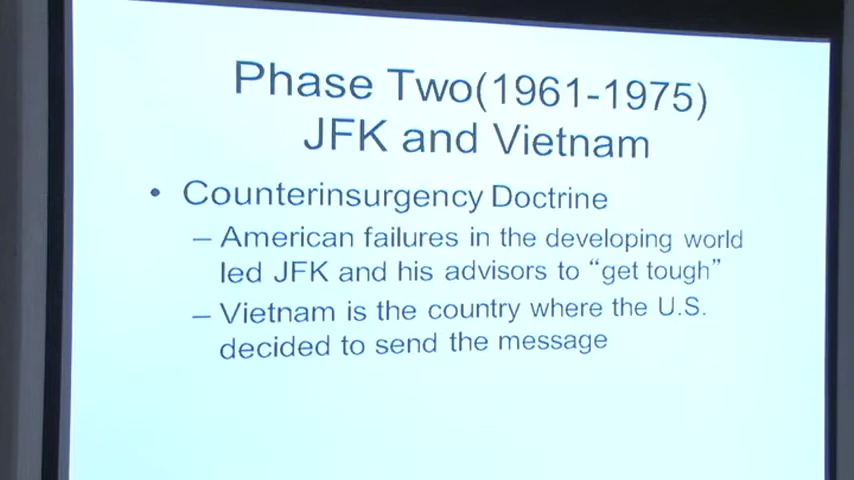 Phase Two(1961-1975)
JFK and Vietnam
• Counterinsurgency Doctrine
– American failures in the developing world
led JFK and his advisors to “get tough”
– Vietnam is the country where the U.S.
decided to send the message